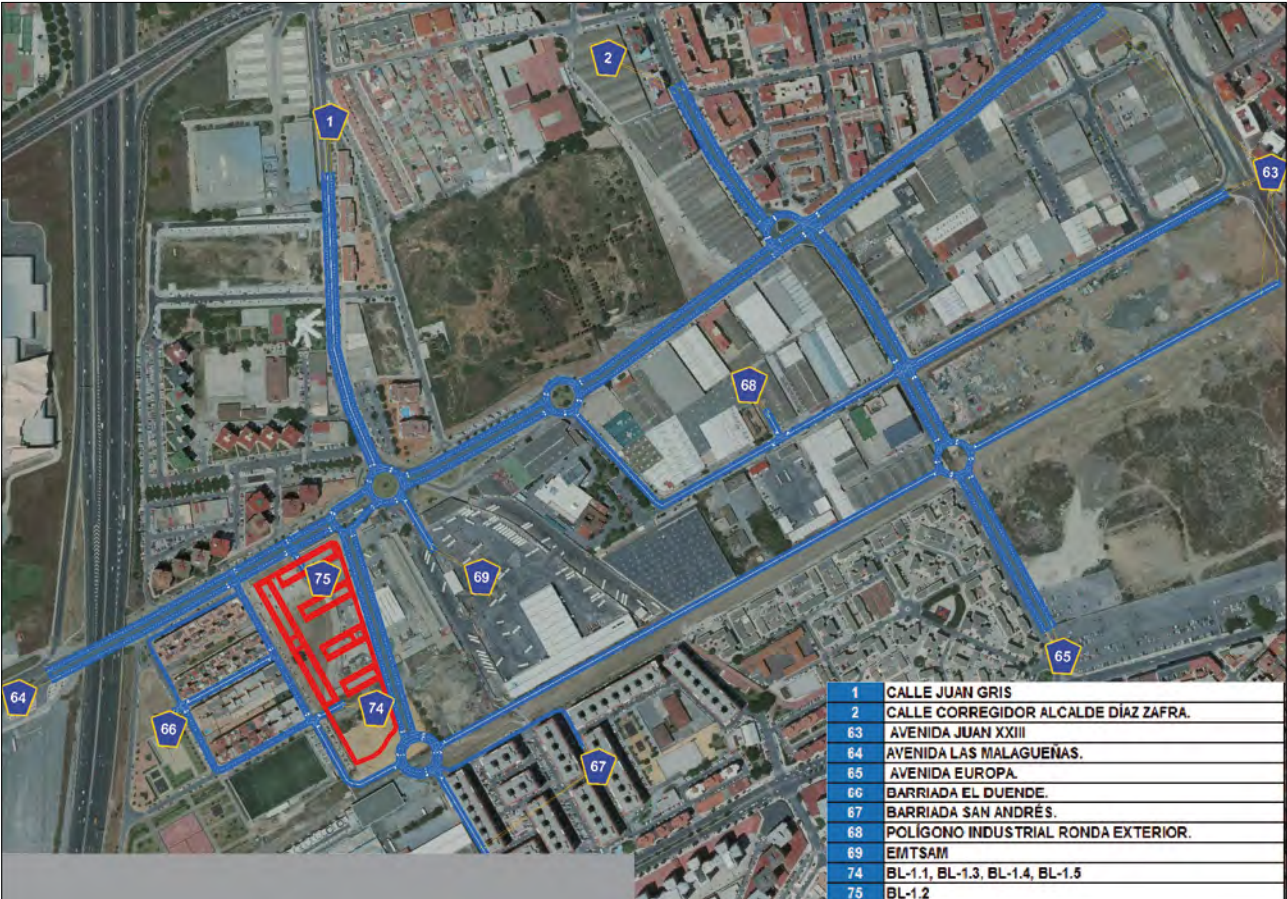 2
1
63
68
75
69
64
74
66
65
67
1 CALLE JUAN GRIS
2 CALLE CORREGIDOR ALCALDE DÍAZ ZAFRA.
63 AVENIDA JUAN XXIII
64 AVENIDA LAS MALAGUEÑAS.
65 AVENIDA EUROPA.
66 BARRIADA EL DUENDE.
67 BARRIADA SAN ANDRÉS.
68 POLÍGONO INDUSTRIAL RONDA EXTERIOR.
69 EMTSAM
74 BL-1.1, BL-1.3, BL-1.4, BL-1.5
75 BL-1.2